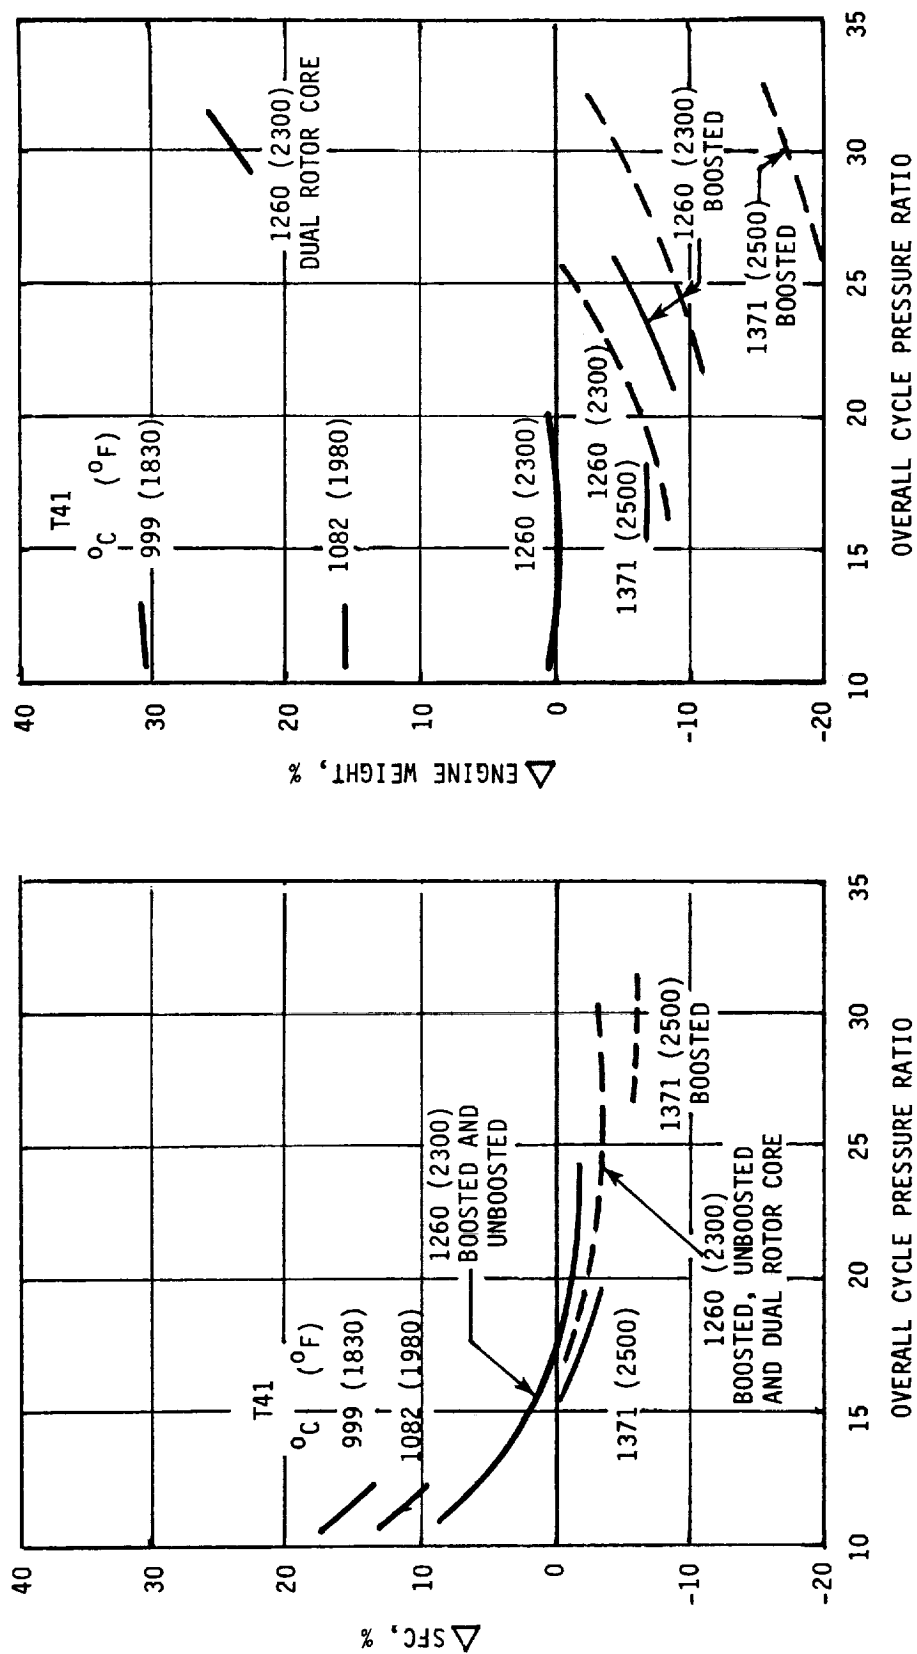 40
30
20
10
0
-10
-20
△ SFC, %
10
15
20
25
30
35
OVERALL CYCLE PRESSURE RATIO
T41
°C (°F)
999 (1830)
1082 (1980)
1260 (2300)
BOOSTED AND
UNBOOSTED
1371 (2500)
1260 (2300)
BOOSTED, UNBOOSTED
AND DUAL ROTOR CORE
1371 (2500)
BOOSTED
40
30
20
10
0
-10
-20
△ ENGINE WEIGHT, %
10
15
20
25
30
35
OVERALL CYCLE PRESSURE RATIO
T41
°C (°F)
999 (1830)
1082 (1980)
1260 (2300)
1260 (2300)
DUAL ROTOR CORE
1260 (2300)
1371 (2500)
1260 (2300)
BOOSTED
1371 (2500)
BOOSTED